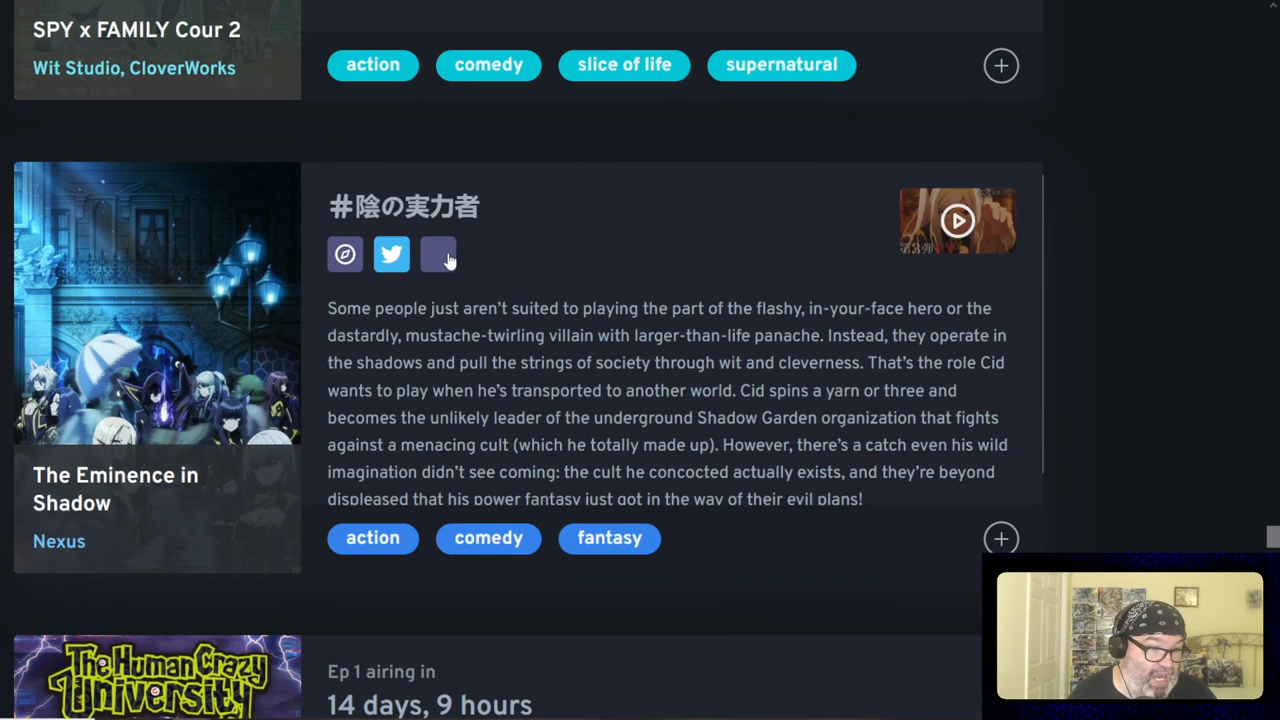 SPY x FAMILY Cour 2
Wit Studio, CloverWorks
action comedy slice of life supernatural
#陰の実力者
第3弾
Some people just aren't suited to playing the part of the flashy, in-your-face hero or the
dastardly, mustache-twirling villain with larger-than-life panache. Instead, they operate in
the shadows and pull the strings of society through wit and cleverness. That's the role Cid
wants to play when he's transported to another world. Cid spins a yarn or three and
becomes the unlikely leader of the underground Shadow Garden organization that fights
against a menacing cult (which he totally made up). However, there's a catch even his wild
imagination didn't see coming: the cult he concocted actually exists, and they're beyond
displeased that his power fantasy just got in the way of their evil plans!
The Eminence in
Shadow
Nexus
action comedy fantasy
The Human Crazy
University
Ep 1 airing in
14 days, 9 hours